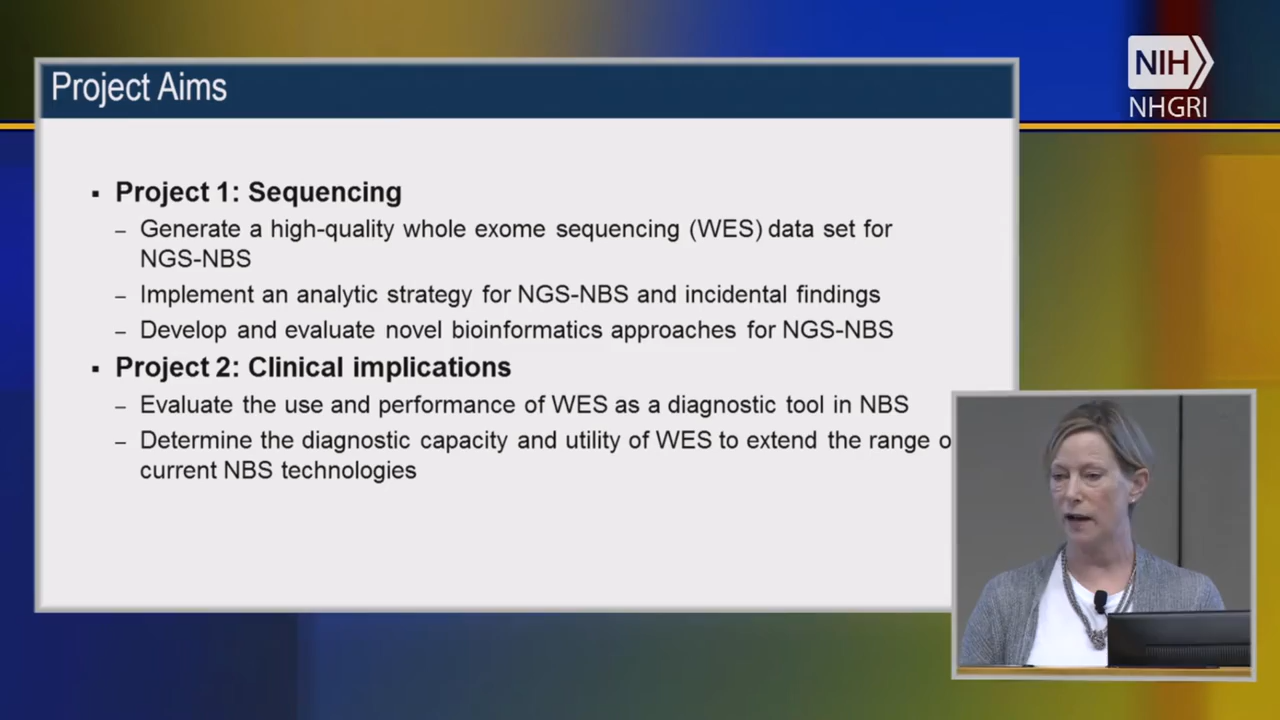 Project Aims
NIH
NHGRI
▪ Project 1: Sequencing
– Generate a high-quality whole exome sequencing (WES) data set for
NGS-NBS
– Implement an analytic strategy for NGS-NBS and incidental findings
– Develop and evaluate novel bioinformatics approaches for NGS-NBS
▪ Project 2: Clinical implications
– Evaluate the use and performance of WES as a diagnostic tool in NBS
– Determine the diagnostic capacity and utility of WES to extend the range o
current NBS technologies